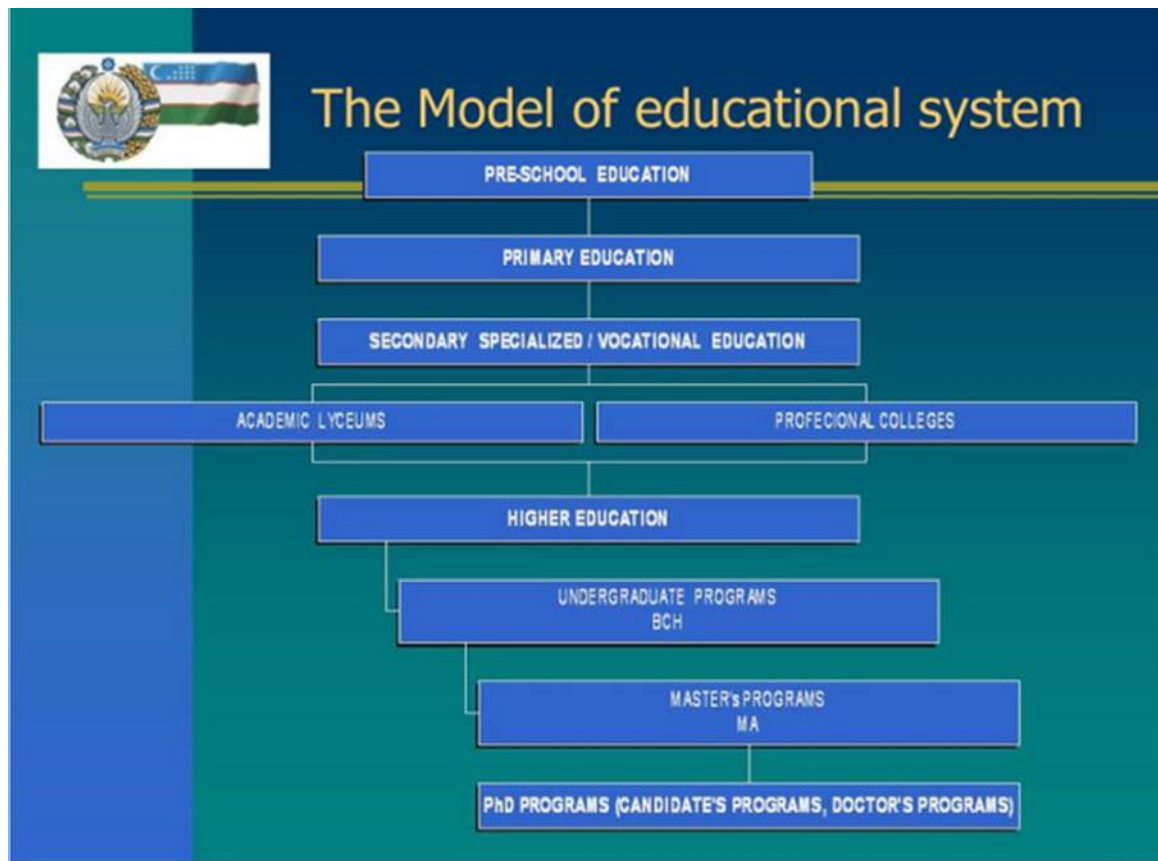 The Model of educational system
PRE-SCHOOL EDUCATION
PRIMARY EDUCATION
SECONDARY SPECIALIZED / VOCATIONAL EDUCATION
ACADEMIC LYCEUMS
PROFECIONAL COLLEGES
HIGHER EDUCATION
UNDERGRADUATE PROGRAMS
BCH
MASTER's PROGRAMS
MA
PhD PROGRAMS (CANDIDATE'S PROGRAMS, DOCTOR'S PROGRAMS)